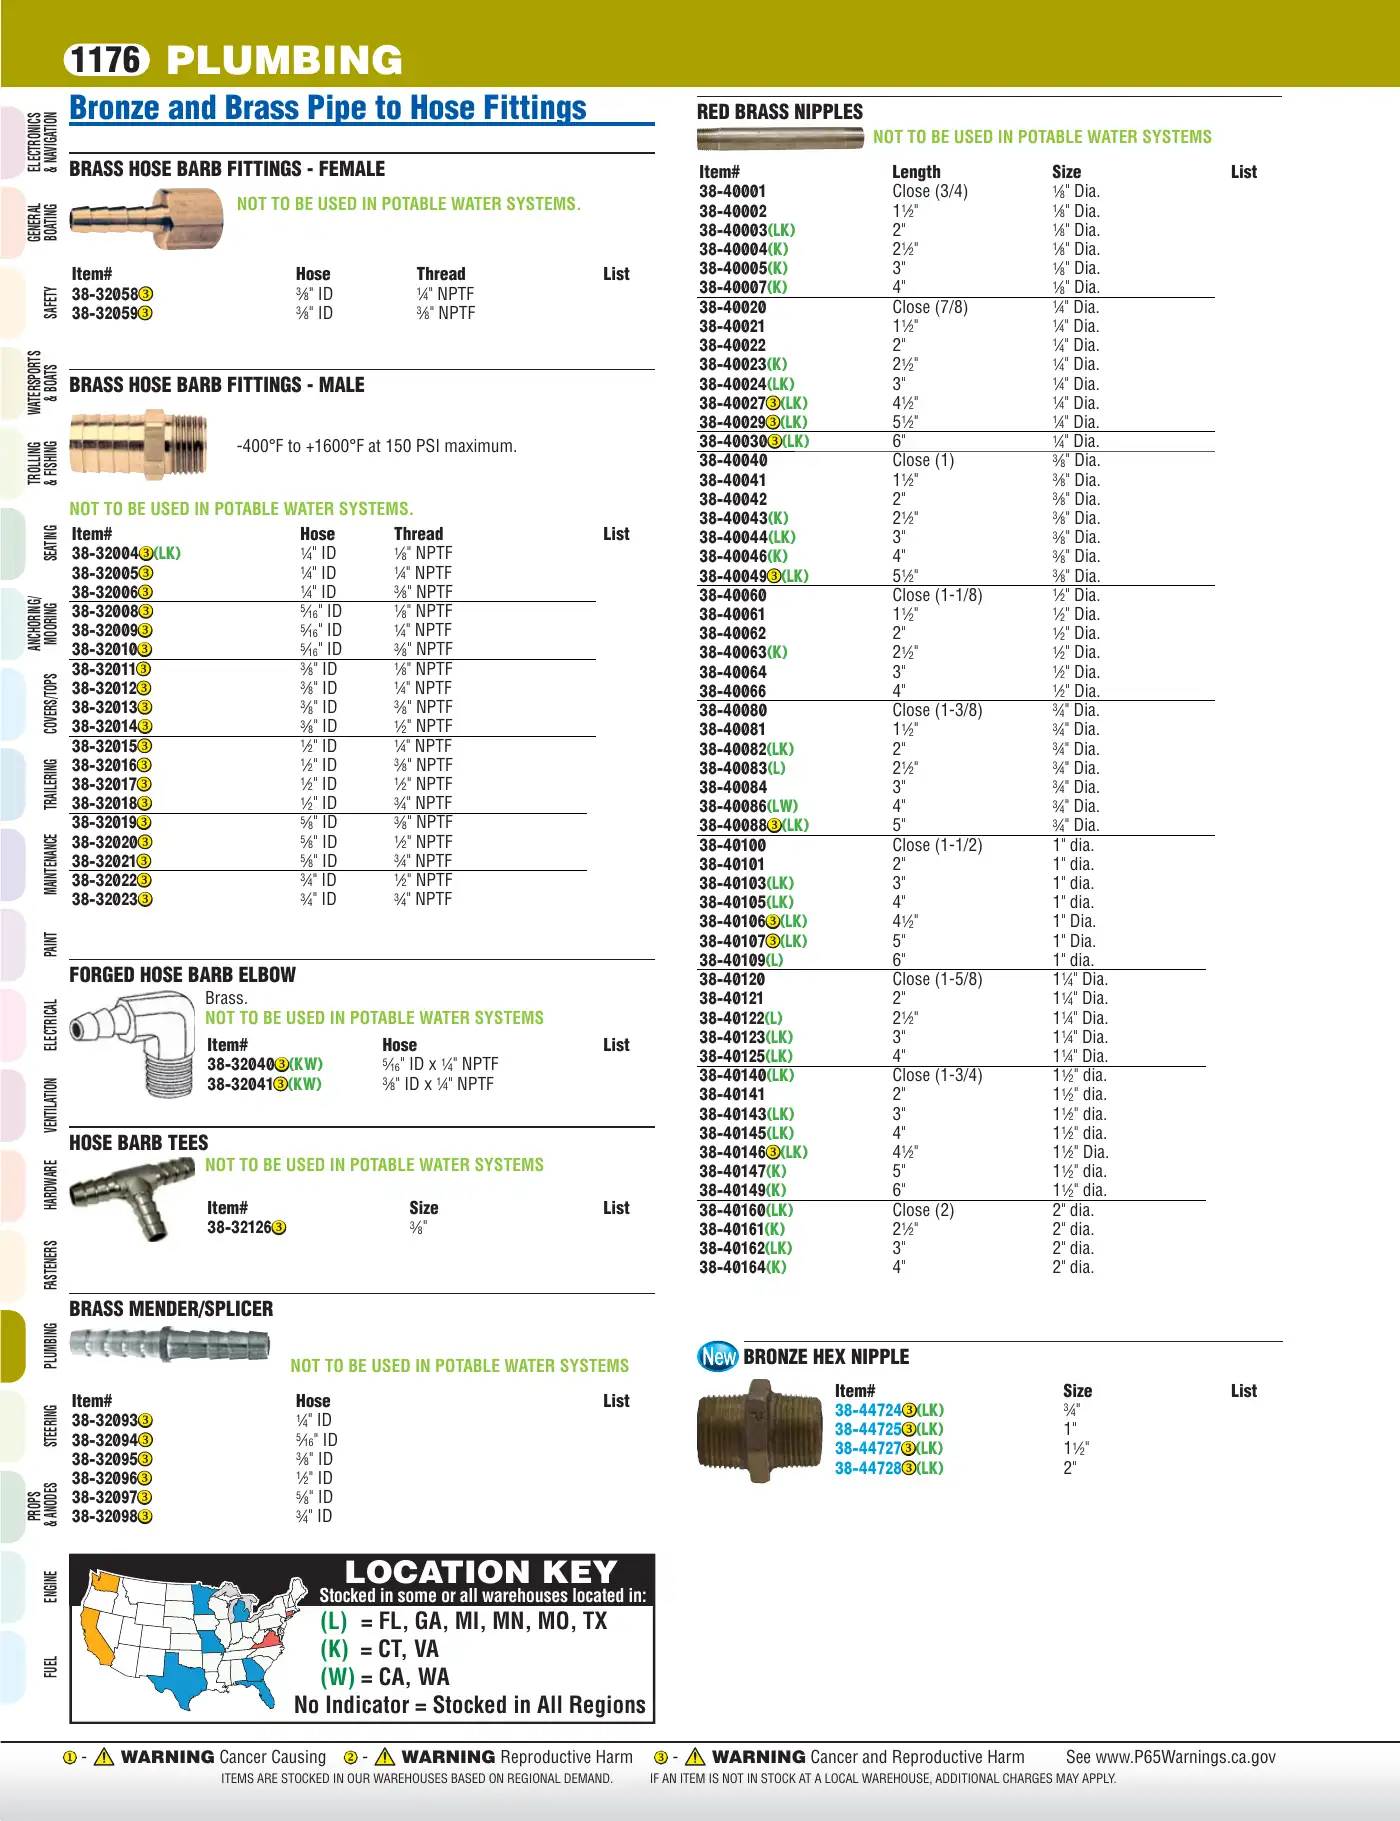 1176 PLUMBING
Bronze and Brass Pipe to Hose Fittings
BRASS HOSE BARB FITTINGS - FEMALE
NOT TO BE USED IN POTABLE WATER SYSTEMS.
Item# Hose Thread List
38-32058③ ⅜" ID ¼" NPTF
38-32059③ ⅜" ID ⅜" NPTF
BRASS HOSE BARB FITTINGS - MALE
-400°F to +1600°F at 150 PSI maximum.
NOT TO BE USED IN POTABLE WATER SYSTEMS.
Item# Hose Thread List
38-32004③(LK) ¼" ID ⅛" NPTF
38-32005③ ¼" ID ¼" NPTF
38-32006③ ¼" ID ⅜" NPTF
38-32008③ 5⁄16" ID ⅛" NPTF
38-32009③ 5⁄16" ID ¼" NPTF
38-32010③ 5⁄16" ID ⅜" NPTF
38-32011③ ⅜" ID ⅛" NPTF
38-32012③ ⅜" ID ¼" NPTF
38-32013③ ⅜" ID ⅜" NPTF
38-32014③ ⅜" ID ½" NPTF
38-32015③ ½" ID ¼" NPTF
38-32016③ ½" ID ⅜" NPTF
38-32017③ ½" ID ½" NPTF
38-32018③ ½" ID ¾" NPTF
38-32019③ ⅝" ID ⅜" NPTF
38-32020③ ⅝" ID ½" NPTF
38-32021③ ⅝" ID ¾" NPTF
38-32022③ ¾" ID ½" NPTF
38-32023③ ¾" ID ¾" NPTF
FORGED HOSE BARB ELBOW
Brass.
NOT TO BE USED IN POTABLE WATER SYSTEMS
Item# Hose List
38-32040③(KW) 5⁄16" ID x ¼" NPTF
38-32041③(KW) ⅜" ID x ¼" NPTF
HOSE BARB TEES
NOT TO BE USED IN POTABLE WATER SYSTEMS
Item# Size List
38-32126③ ⅜"
BRASS MENDER/SPLICER
NOT TO BE USED IN POTABLE WATER SYSTEMS
Item# Hose List
38-32093③ ¼" ID
38-32094③ 5⁄16" ID
38-32095③ ⅜" ID
38-32096③ ½" ID
38-32097③ ⅝" ID
38-32098③ ¾" ID
LOCATION KEY
Stocked in some or all warehouses located in:
(L) = FL, GA, MI, MN, MO, TX
(K) = CT, VA
(W) = CA, WA
No Indicator = Stocked in All Regions
RED BRASS NIPPLES
NOT TO BE USED IN POTABLE WATER SYSTEMS
Item# Length Size List
38-40001 Close (3/4) ⅛" Dia.
38-40002 1½" ⅛" Dia.
38-40003(LK) 2" ⅛" Dia.
38-40004(K) 2½" ⅛" Dia.
38-40005(K) 3" ⅛" Dia.
38-40007(K) 4" ⅛" Dia.
38-40020 Close (7/8) ¼" Dia.
38-40021 1½" ¼" Dia.
38-40022 2" ¼" Dia.
38-40023(K) 2½" ¼" Dia.
38-40024(LK) 3" ¼" Dia.
38-40027③(LK) 4½" ¼" Dia.
38-40029③(LK) 5½" ¼" Dia.
38-40030③(LK) 6" ¼" Dia.
38-40040 Close (1) ⅜" Dia.
38-40041 1½" ⅜" Dia.
38-40042 2" ⅜" Dia.
38-40043(K) 2½" ⅜" Dia.
38-40044(LK) 3" ⅜" Dia.
38-40046(K) 4" ⅜" Dia.
38-40049③(LK) 5½" ⅜" Dia.
38-40060 Close (1-1/8) ½" Dia.
38-40061 1½" ½" Dia.
38-40062 2" ½" Dia.
38-40063(K) 2½" ½" Dia.
38-40064 3" ½" Dia.
38-40066 4" ½" Dia.
38-40080 Close (1-3/8) ¾" Dia.
38-40081 1½" ¾" Dia.
38-40082(LK) 2" ¾" Dia.
38-40083(L) 2½" ¾" Dia.
38-40084 3" ¾" Dia.
38-40086(LW) 4" ¾" Dia.
38-40088③(LK) 5" ¾" Dia.
38-40100 Close (1-1/2) 1" dia.
38-40101 2" 1" dia.
38-40103(LK) 3" 1" dia.
38-40105(LK) 4" 1" dia.
38-40106③(LK) 4½" 1" Dia.
38-40107③(LK) 5" 1" Dia.
38-40109(L) 6" 1" dia.
38-40120 Close (1-5/8) 1¼" Dia.
38-40121 2" 1¼" Dia.
38-40122(L) 2½" 1¼" Dia.
38-40123(LK) 3" 1¼" Dia.
38-40125(LK) 4" 1¼" Dia.
38-40140(LK) Close (1-3/4) 1½" dia.
38-40141 2" 1½" dia.
38-40143(LK) 3" 1½" dia.
38-40145(LK) 4" 1½" dia.
38-40146③(LK) 4½" 1½" Dia.
38-40147(K) 5" 1½" dia.
38-40149(K) 6" 1½" dia.
38-40160(LK) Close (2) 2" dia.
38-40161(K) 2½" 2" dia.
38-40162(LK) 3" 2" dia.
38-40164(K) 4" 2" dia.
New BRONZE HEX NIPPLE
Item# Size List
38-44724③(LK) ¾"
38-44725③(LK) 1"
38-44727③(LK) 1½"
38-44728③(LK) 2"
ELECTRONICS
& NAVIGATION
GENERAL
BOATING
SAFETY
WATERSPORTS
& BOATS
TROLLING
& FISHING
SEATING
ANCHORING/
MOORING
COVERS/TOPS
TRAILERING
MAINTENANCE
PAINT
ELECTRICAL
VENTILATION
HARDWARE
FASTENERS
PLUMBING
STEERING
PROPS
& ANODES
ENGINE
FUEL
① - ⚠ WARNING Cancer Causing ② - ⚠ WARNING Reproductive Harm ③ - ⚠ WARNING Cancer and Reproductive Harm See www.P65Warnings.ca.gov
ITEMS ARE STOCKED IN OUR WAREHOUSES BASED ON REGIONAL DEMAND. IF AN ITEM IS NOT IN STOCK AT A LOCAL WAREHOUSE, ADDITIONAL CHARGES MAY APPLY.